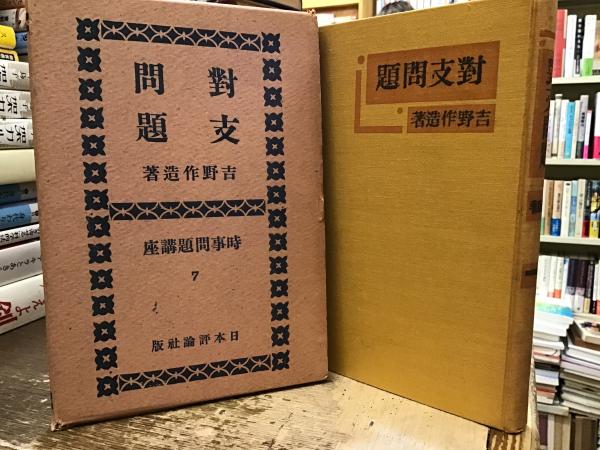 對支
問題
吉野作造著
時事問題講座
7
日本評論社版
對支問題
吉野作造著